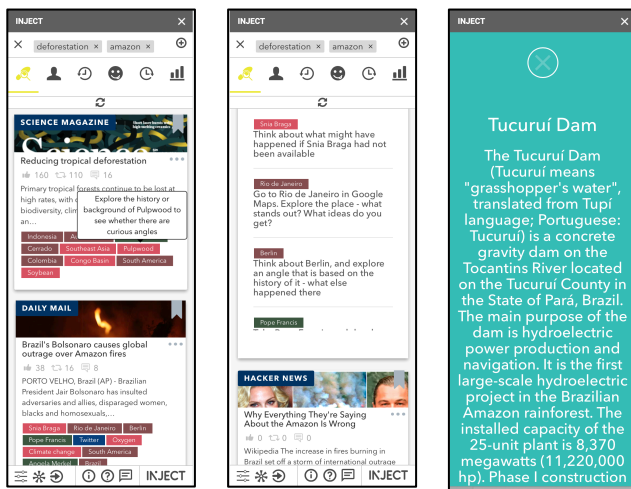 INJECT ×
× deforestation × amazon ×
SCIENCE MAGAZINE
Reducing tropical deforestation
160 110 16
Primary tropical forests continue to be lost at
high rates, with
biodiversity, clim
an...
Explore the history or
background of Pulpwood to
see whether there are
curious angles
Indonesia
Cerrado Southeast Asia Pulpwood
Colombia Congo Basin South America
Soybean
DAILY MAIL
Brazil's Bolsonaro causes global
outrage over Amazon fires
38 16 8
PORTO VELHO, Brazil (AP) - Brazilian
President Jair Bolsonaro has insulted
adversaries and allies, disparaged women,
blacks and homosexuals,...
Snia Braga Rio de Janeiro Berlin
Pope Francis Twitter Oxygen
Climate change South America
Angela Merkel Brazil
INJECT
INJECT ×
× deforestation × amazon ×
Snia Braga
Think about what might have
happened if Snia Braga had not
been available
Rio de Janeiro
Go to Rio de Janeiro in Google
Maps. Explore the place - what
stands out? What ideas do you
get?
Berlin
Think about Berlin, and explore
an angle that is based on the
history of it - what else
happened there
Pope Francis
HACKER NEWS
Why Everything They're Saying
About the Amazon Is Wrong
0 0 0
Wikipedia The increase in fires burning in
Brazil set off a storm of international outrage
INJECT
INJECT ×
Tucuruí Dam
The Tucuruí Dam
(Tucuruí means
"grasshopper's water",
translated from Tupí
language; Portuguese:
Tucuruí) is a concrete
gravity dam on the
Tocantins River located
on the Tucuruí County in
the State of Pará, Brazil.
The main purpose of the
dam is hydroelectric
power production and
navigation. It is the first
large-scale hydroelectric
project in the Brazilian
Amazon rainforest. The
installed capacity of the
25-unit plant is 8,370
megawatts (11,220,000
hp). Phase I construction